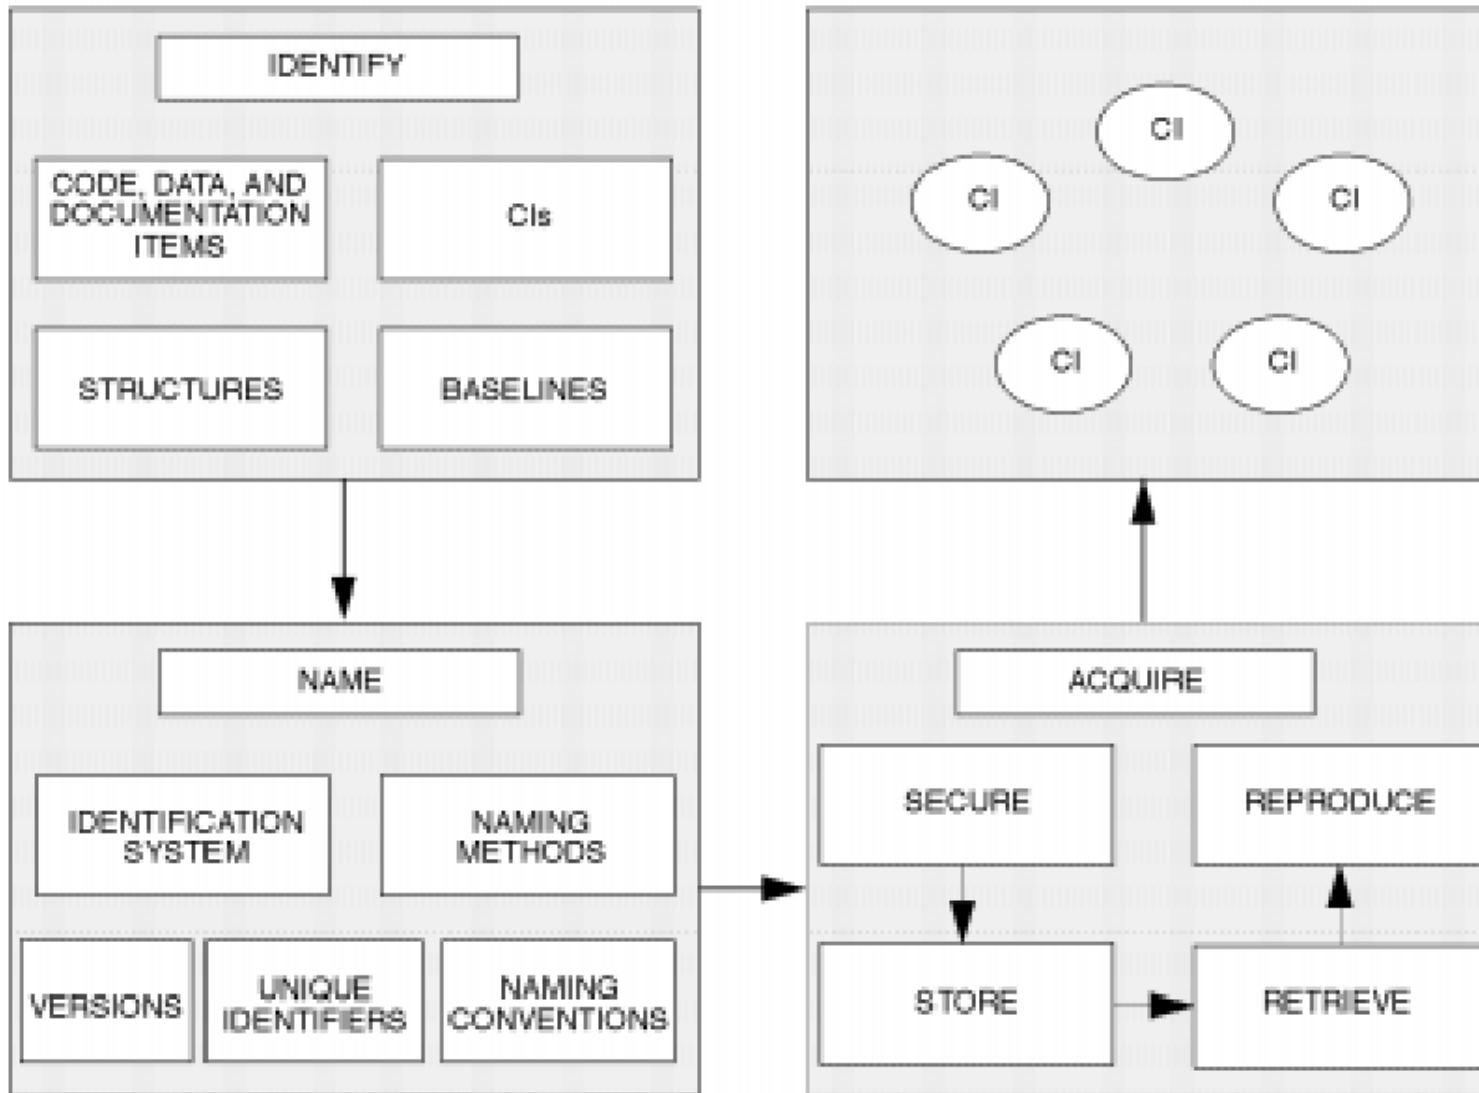 IDENTIFY
CODE, DATA, AND
DOCUMENTATION
ITEMS
CIs
STRUCTURES
BASELINES
NAME
IDENTIFICATION
SYSTEM
NAMING
METHODS
VERSIONS
UNIQUE
IDENTIFIERS
NAMING
CONVENTIONS
ACQUIRE
SECURE
REPRODUCE
STORE
RETRIEVE
CII
CI
CI
CI
CI